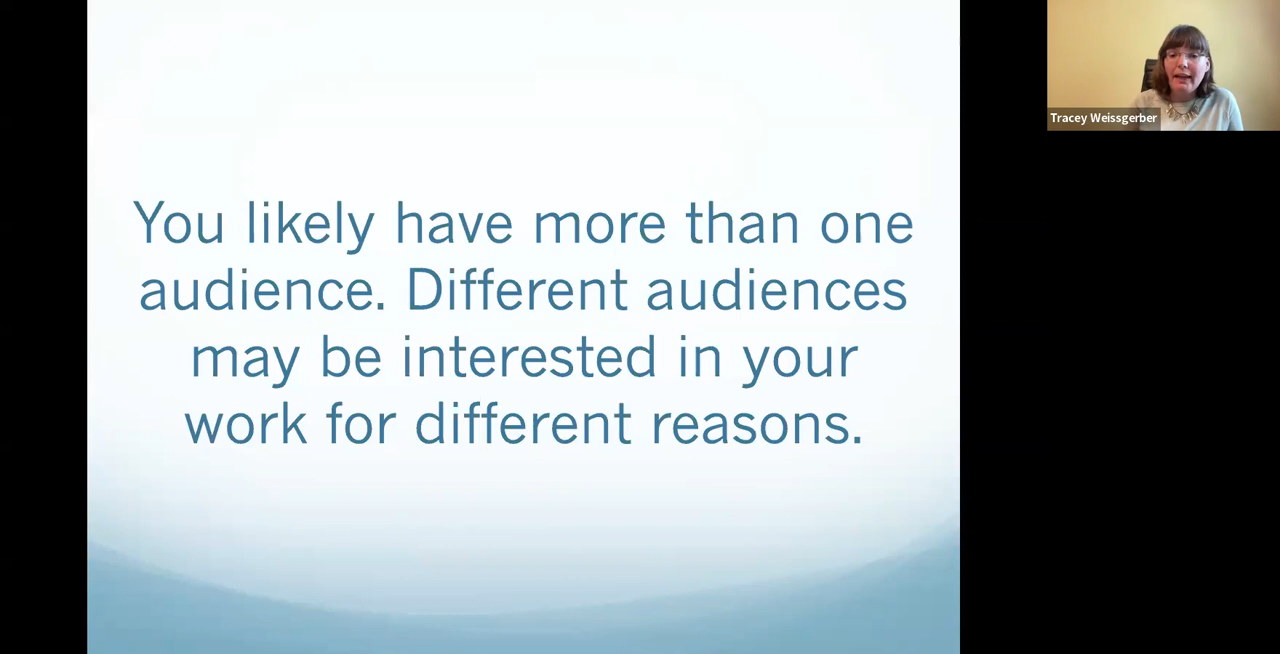 You likely have more than one
audience. Different audiences
may be interested in your
work for different reasons.
Tracey Weissgerber